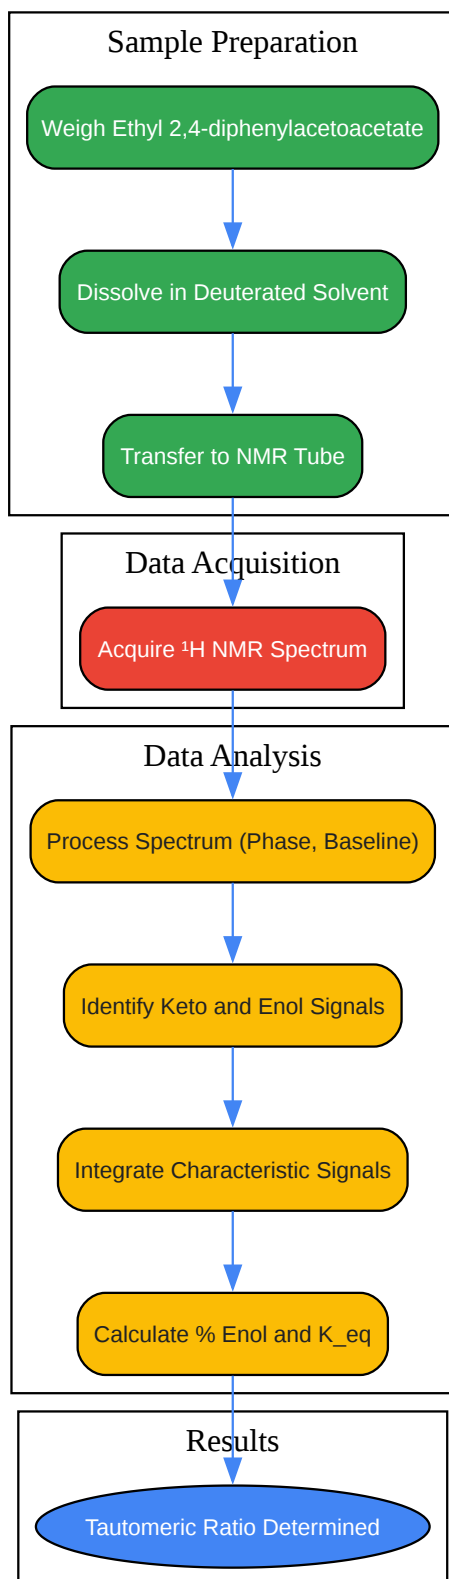 Sample Preparation
Weigh Ethyl 2,4-diphenylacetoacetate
Dissolve in Deuterated Solvent
Transfer to NMR Tube
Data Acquisition
Acquire ¹H NMR Spectrum
Data Analysis
Process Spectrum (Phase, Baseline)
Identify Keto and Enol Signals
Integrate Characteristic Signals
Calculate % Enol and K_eq
Results
Tautomeric Ratio Determined